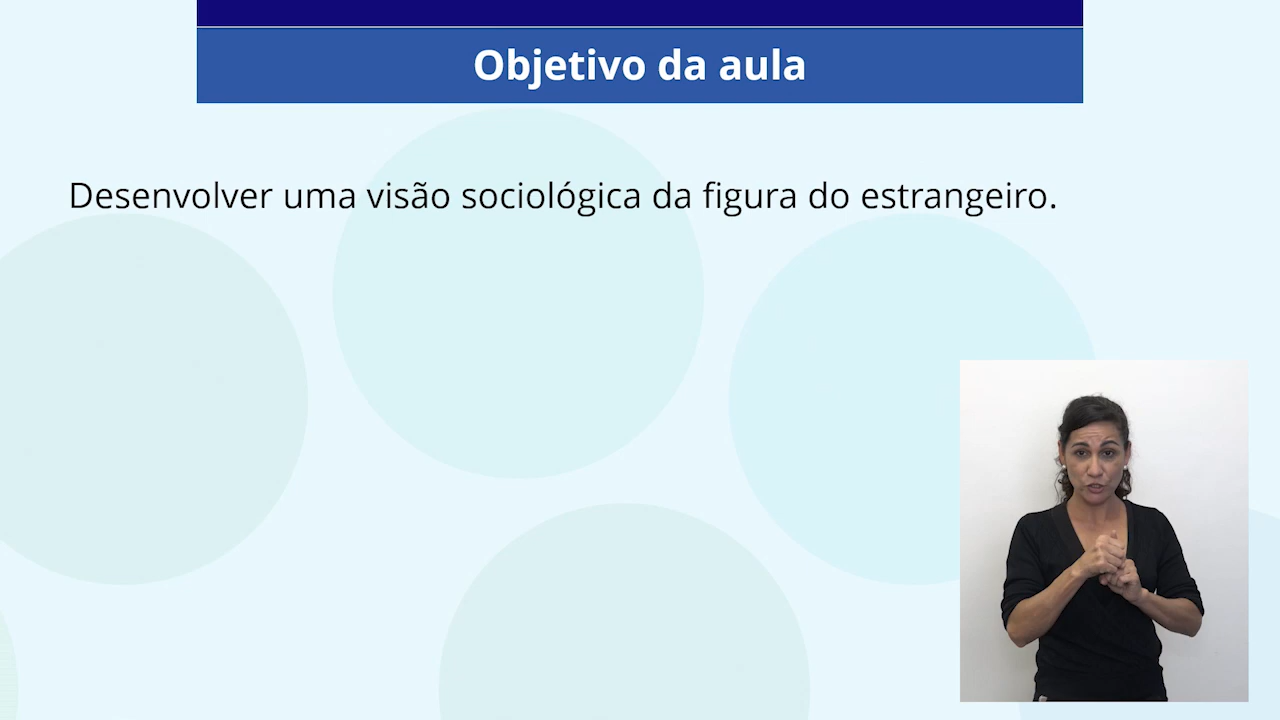 Objetivo da aula
Desenvolver uma visão sociológica da figura do estrangeiro.